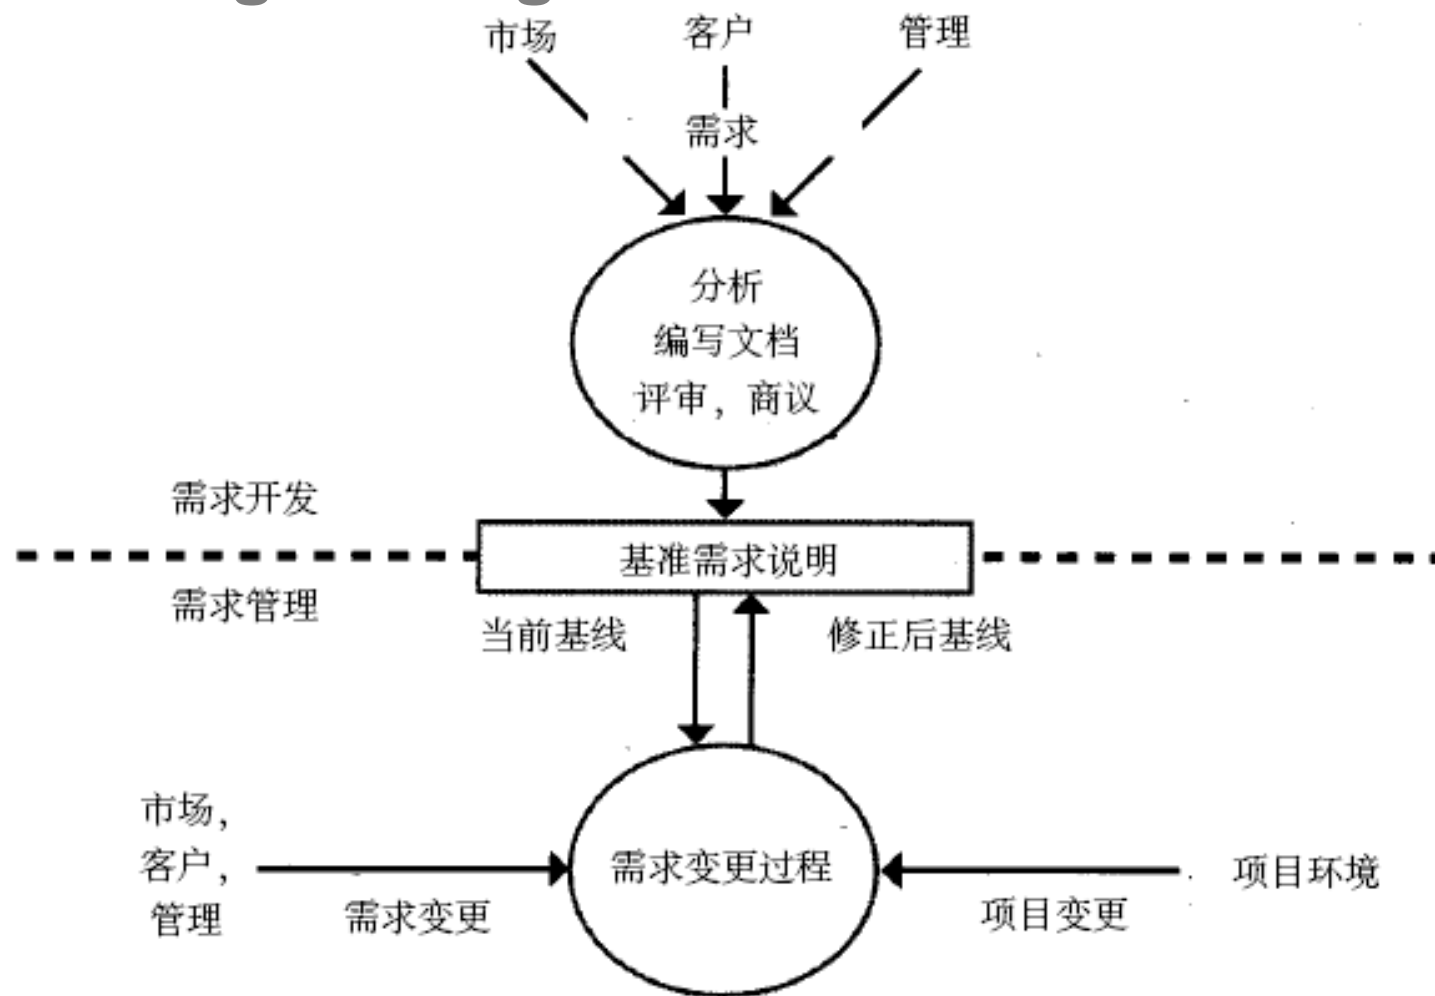 市场
客户
管理
需求
分析
编写文档
评审，商议
需求开发
基准需求说明
需求管理
当前基线
修正后基线
市场，
客户，
管理
需求变更
需求变更过程
项目变更
项目环境